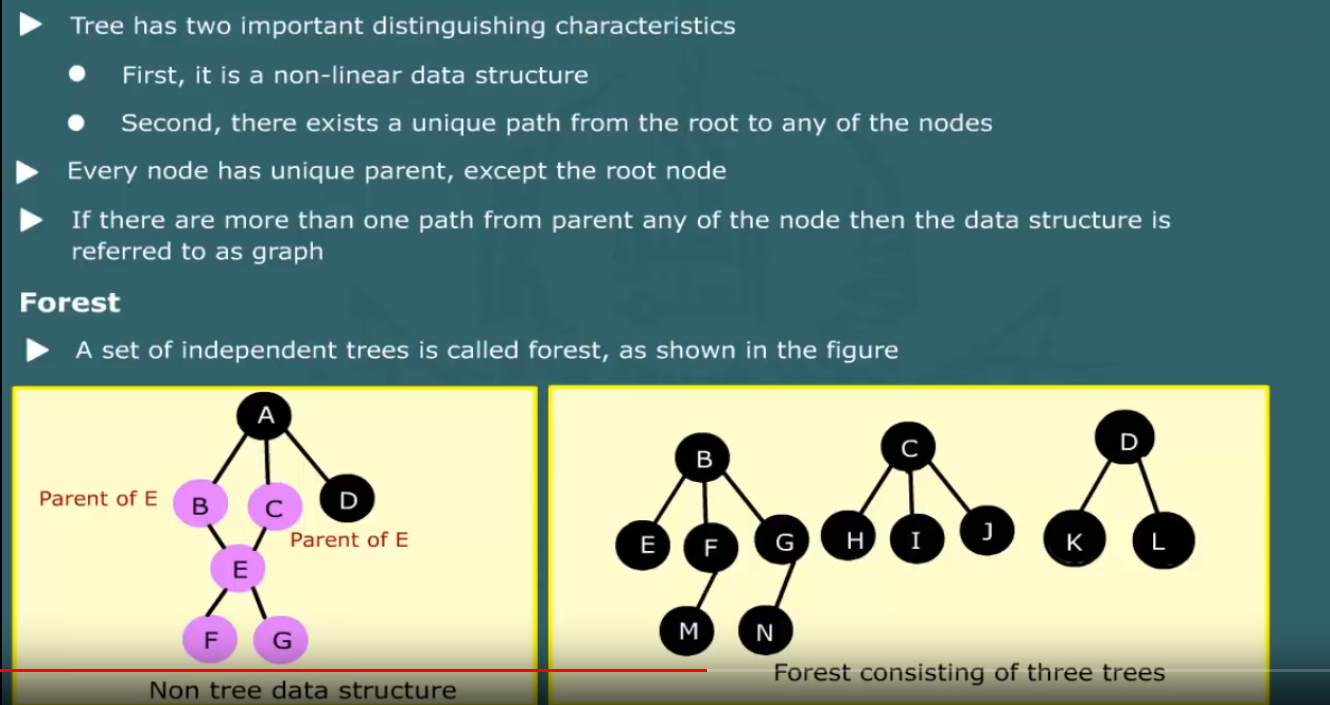 Tree has two important distinguishing characteristics
First, it is a non-linear data structure
Second, there exists a unique path from the root to any of the nodes
Every node has unique parent, except the root node
If there are more than one path from parent any of the node then the data structure is
referred to as graph
Forest
A set of independent trees is called forest, as shown in the figure
A
Parent of E B C D
Parent of E
E
F G
Non tree data structure
B C D
E F G H I J K L
M N
Forest consisting of three trees